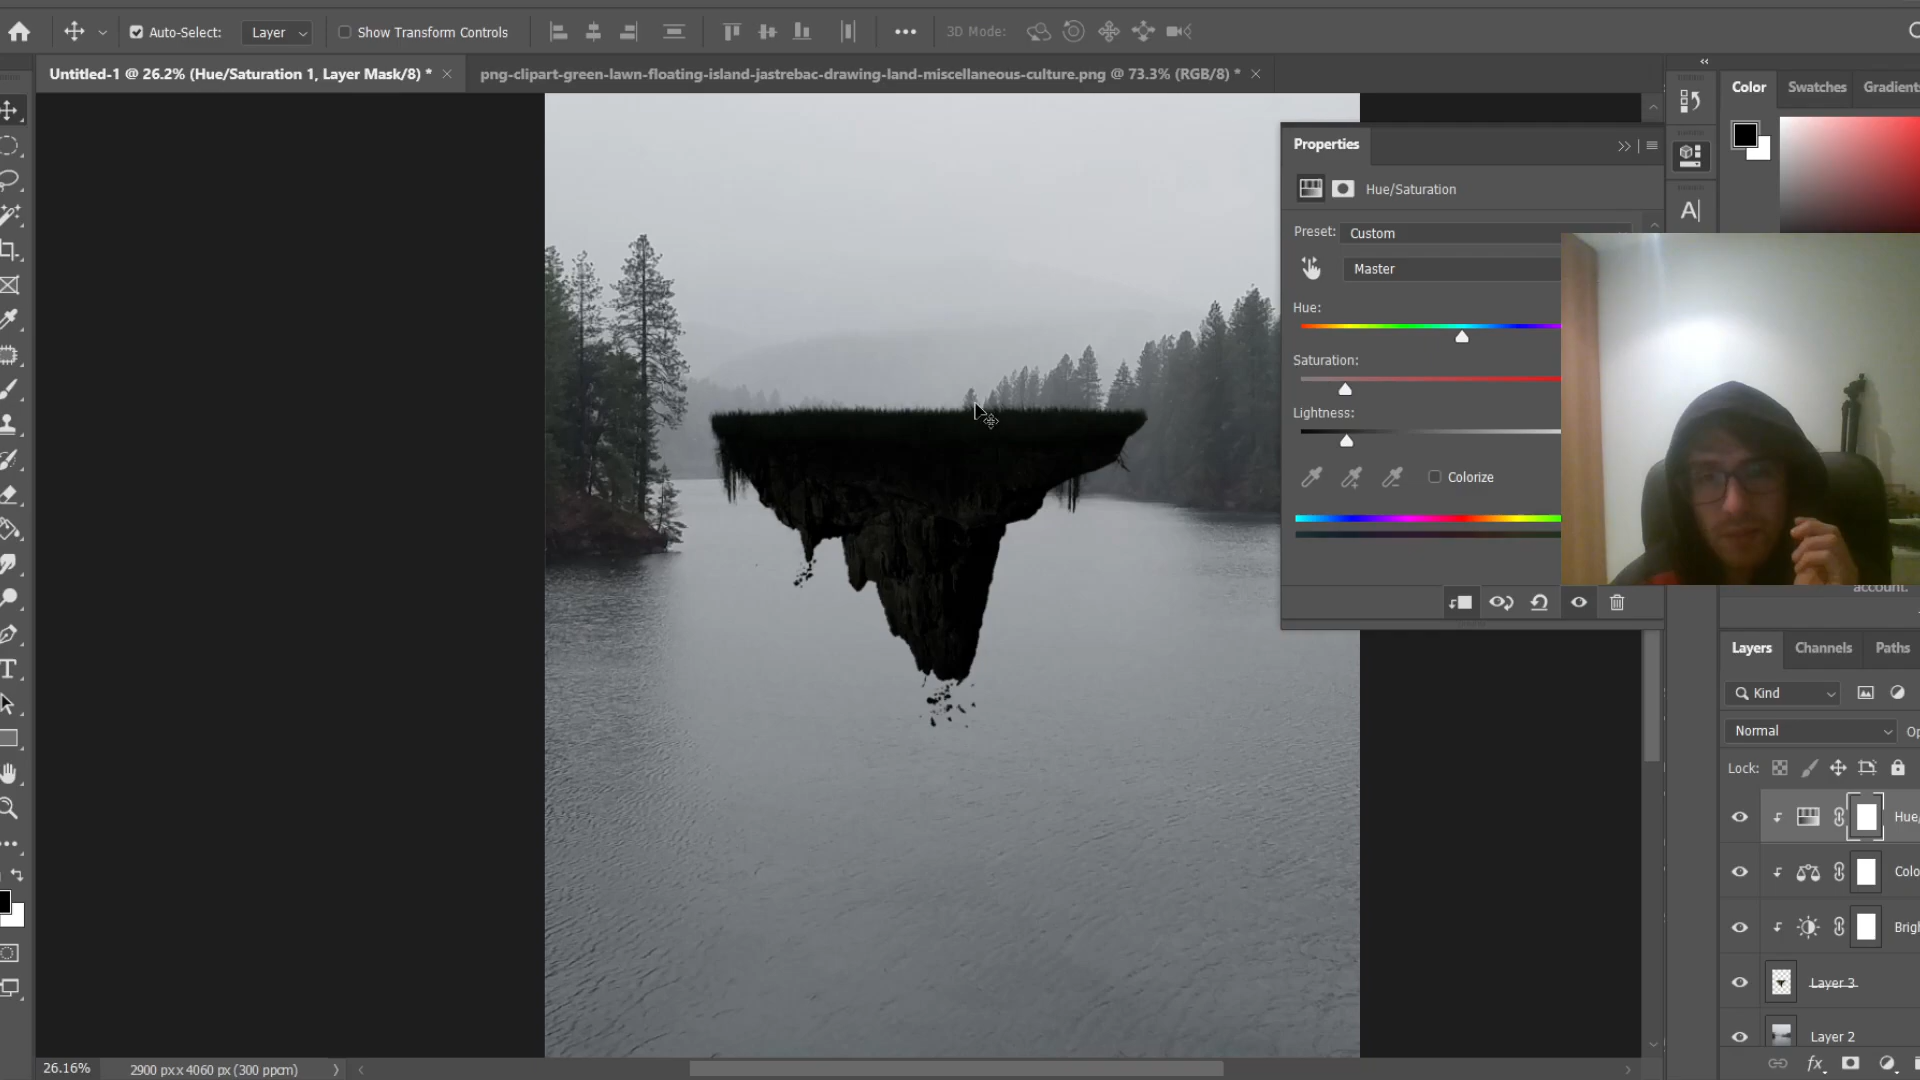 Auto-Select:
Layer
Show Transform Controls
3D Mode:
Untitled-1 @ 26.2% (Hue/Saturation 1, Layer Mask/8) *
png-clipart-green-lawn-floating-island-jastrebac-drawing-land-miscellaneous-culture.png @ 73.3% (RGB/8) *
Color
Swatches
Gradient
Properties
Hue/Saturation
Preset:
Custom
Master
Hue:
Saturation:
Lightness:
Colorize
account.
Layers
Channels
Paths
Kind
Normal
Op
Lock:
Hue/
Colo
Brig
Layer 3
Layer 2
fx
26.16%
2900 px x 4060 px (300 ppcm)